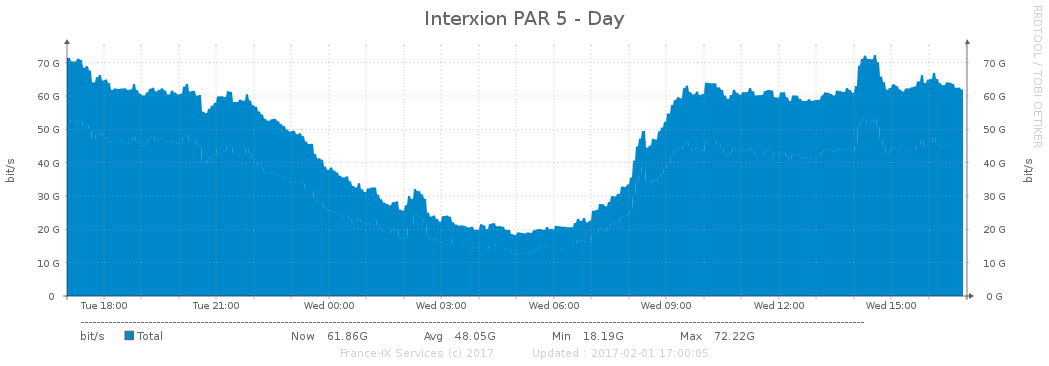 Interxion PAR 5 - Day
RRDTOOL / TOBI OETIKER
bit/s
bit/s
70 G 70 G
60 G 60 G
50 G 50 G
40 G 40 G
30 G 30 G
20 G 20 G
10 G 10 G
0 0 G
Tue 18:00 Tue 21:00 Wed 00:00 Wed 03:00 Wed 06:00 Wed 09:00 Wed 12:00 Wed 15:00
bit/s Total Now 61.86G Avg 48.05G Min 18.19G Max 72.22G
France-IX Services (c) 2017 Updated : 2017-02-01 17:00:05